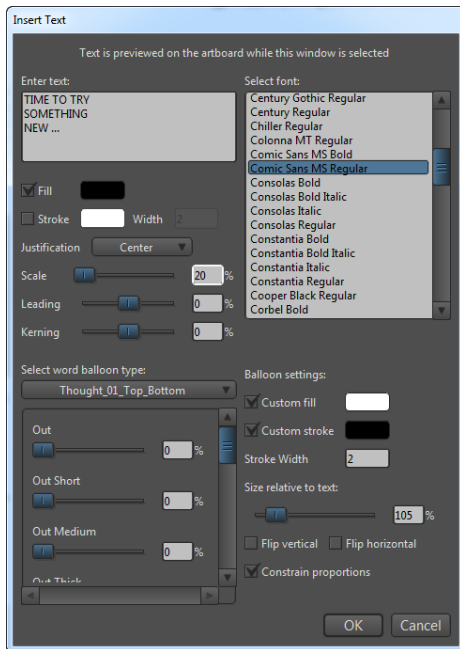 Insert Text
Text is previewed on the artboard while this window is selected
Enter text:
TIME TO TRY
SOMETHING
NEW ...
Fill
Stroke Width 2
Justification Center
Scale 20 %
Leading 0 %
Kerning 0 %
Select font:
Century Gothic Regular
Century Regular
Chiller Regular
Colonna MT Regular
Comic Sans MS Bold
Comic Sans MS Regular
Consolas Bold
Consolas Bold Italic
Consolas Italic
Consolas Regular
Constantia Bold
Constantia Bold Italic
Constantia Italic
Constantia Regular
Cooper Black Regular
Corbel Bold
Select word balloon type:
Thought_01_Top_Bottom
Out
0 %
Out Short
0 %
Out Medium
0 %
Out Thick
Balloon settings:
Custom fill
Custom stroke
Stroke Width 2
Size relative to text:
105 %
Flip vertical Flip horizontal
Constrain proportions
OK Cancel